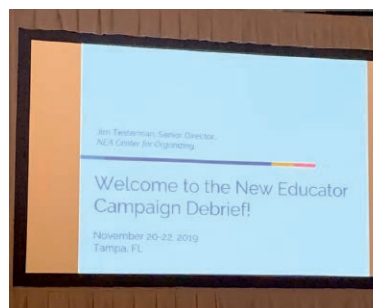 Jim Testerman, Senior Director,
NEA Center for Organizing
Welcome to the New Educator
Campaign Debrief!
November 20-22, 2019
Tampa, FL